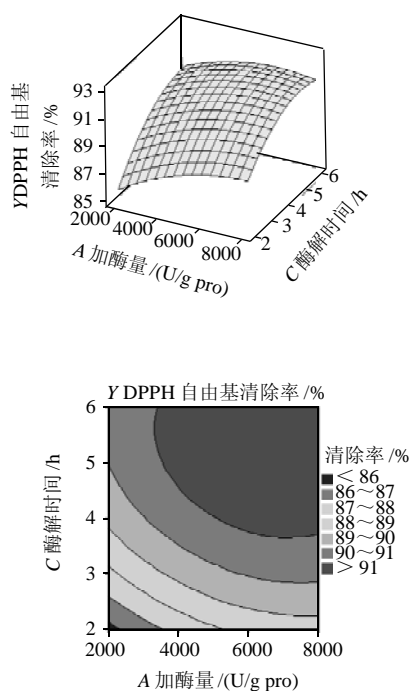 93
91
89
87
85
YDPPH 自由基
清除率/%
2000
4000
6000
8000
A 加酶量/(U/g pro)
2
3
4
5
6
C 酶解时间/h
Y DPPH 自由基清除率/%
6
5
4
3
2
C 酶解时间/h
2000 4000 6000 8000
A 加酶量/(U/g pro)
清除率/%
＜86
86～87
87～88
88～89
89～90
90～91
＞91